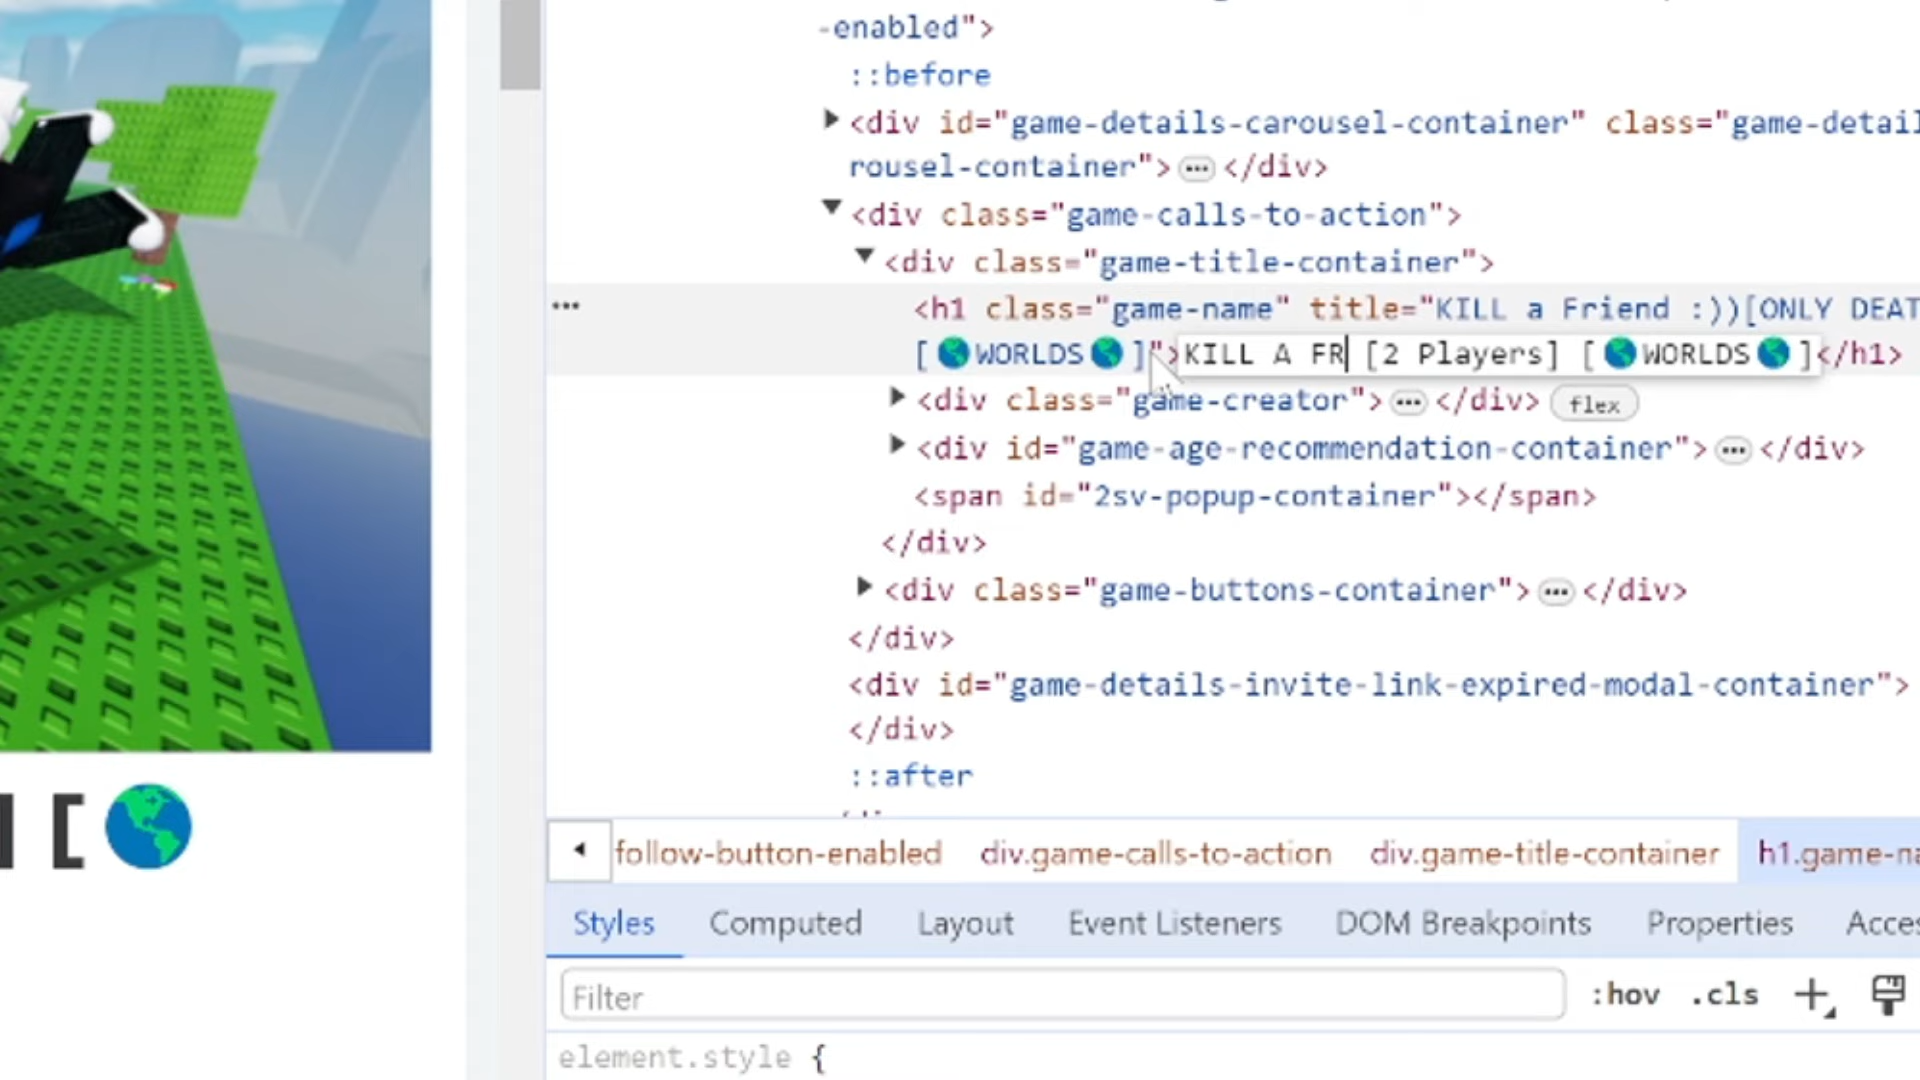 -enabled">
::before
<div id="game-details-carousel-container" class="game-detail
rousel-container"> ⋯ </div>
<div class="game-calls-to-action">
<div class="game-title-container">
⋯ <h1 class="game-name" title="KILL a Friend :))[ONLY DEAT
[🌎WORLDS🌎]">KILL A FR [2 Players] [🌎WORLDS🌎]</h1>
<div class="game-creator"> ⋯ </div> flex
<div id="game-age-recommendation-container"> ⋯ </div>
<span id="2sv-popup-container"></span>
</div>
<div class="game-buttons-container"> ⋯ </div>
</div>
<div id="game-details-invite-link-expired-modal-container">
</div>
::after
[🌎
follow-button-enabled div.game-calls-to-action div.game-title-container h1.game-na
Styles Computed Layout Event Listeners DOM Breakpoints Properties Acces
Filter :hov .cls +
element.style {